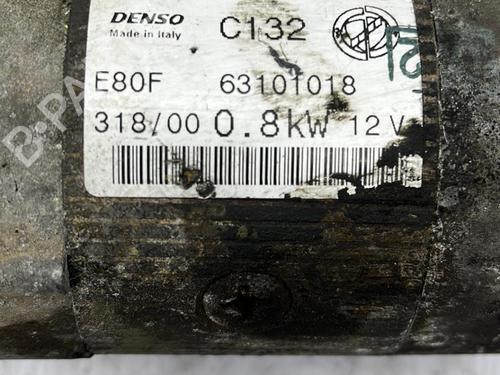 DENSO
Made in Italy
C132
E80F 63101018
318/00 0.8kW 12V